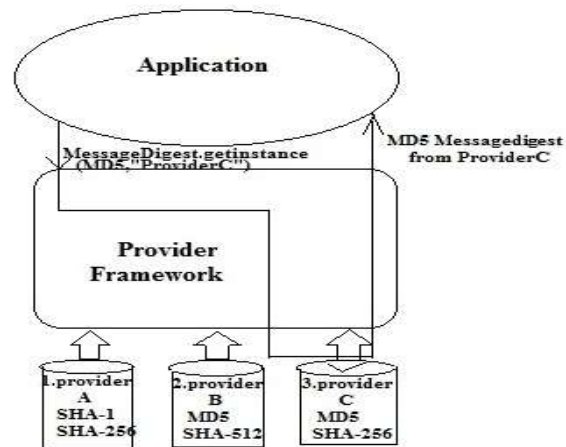 Application
MessageDigest.getinstance
(MD5,"ProviderC")
MD5 Messagedigest
from ProviderC
Provider
Framework
1.provider
A
SHA-1
SHA-256
2.provider
B
MD5
SHA-512
3.provider
C
MD5
SHA-256